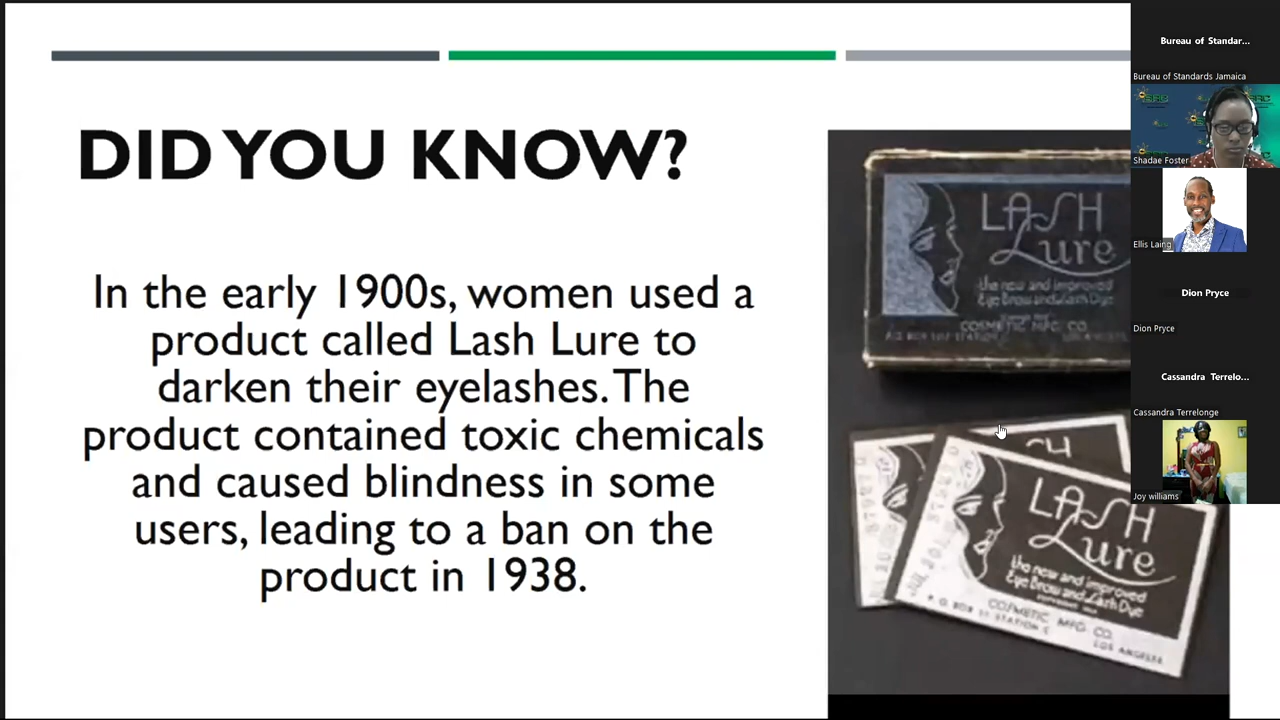 DID YOU KNOW?
In the early 1900s, women used a
product called Lash Lure to
darken their eyelashes. The
product contained toxic chemicals
and caused blindness in some
users, leading to a ban on the
product in 1938.
LASH
Lure
the new and improved
Eye Brow and Lash Dye
COSMETIC MFG. CO.
LASH
Lure
the new and improved
Eye Brow and Lash Dye
COSMETIC MFG. CO.
LOS ANGELES
Bureau of Standar...
Bureau of Standards Jamaica
Shadae Foster
Ellis Laing
Dion Pryce
Dion Pryce
Cassandra Terrelo...
Cassandra Terrelonge
Joy williams